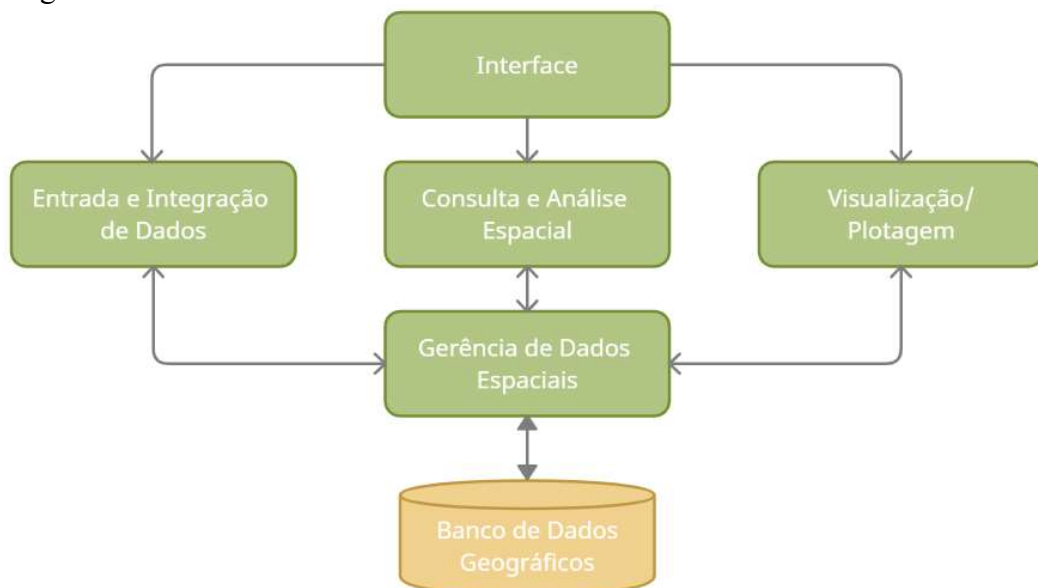 Interface
Entrada e Integração
de Dados
Consulta e Análise
Espacial
Visualização/
Plotagem
Gerência de Dados
Espaciais
Banco de Dados
Geográficos